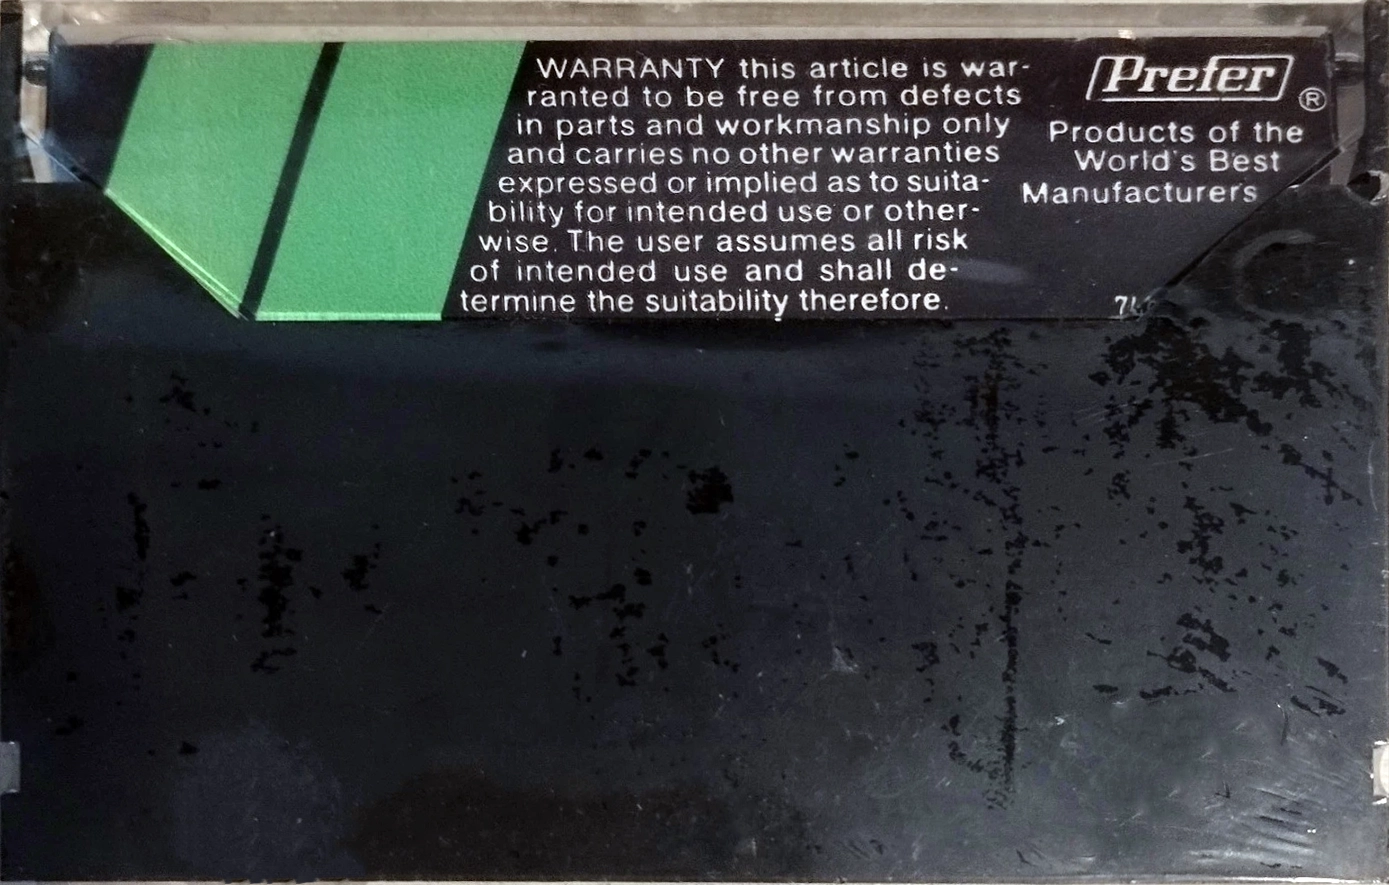 WARRANTY this article is war-
ranted to be free from defects
in parts and workmanship only
and carries no other warranties
expressed or implied as to suita-
bility for intended use or other-
wise. The user assumes all risk
of intended use and shall de-
termine the suitability therefore.
Prefer
®
Products of the
World's Best
Manufacturers